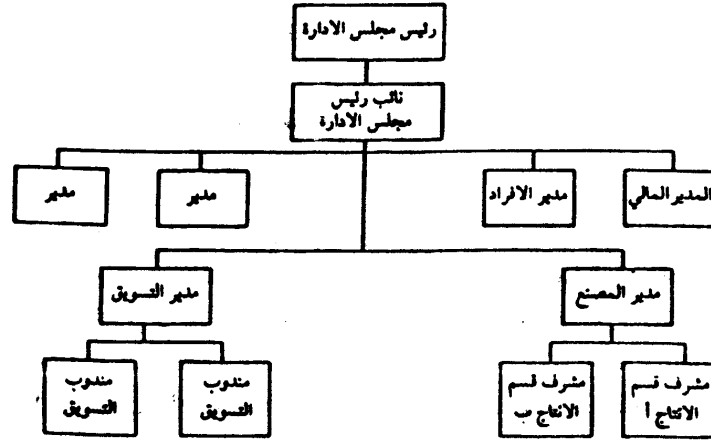 رئيس مجلس الادارة
نائب رئيس
مجلس الادارة
المدير المالي
مدير الافراد
مدير
مدير
مدير المصنع
مدير التسويق
مشرف قسم
الانتاج أ
مشرف قسم
الانتاج ب
مندوب
التسويق
مندوب
التسويق